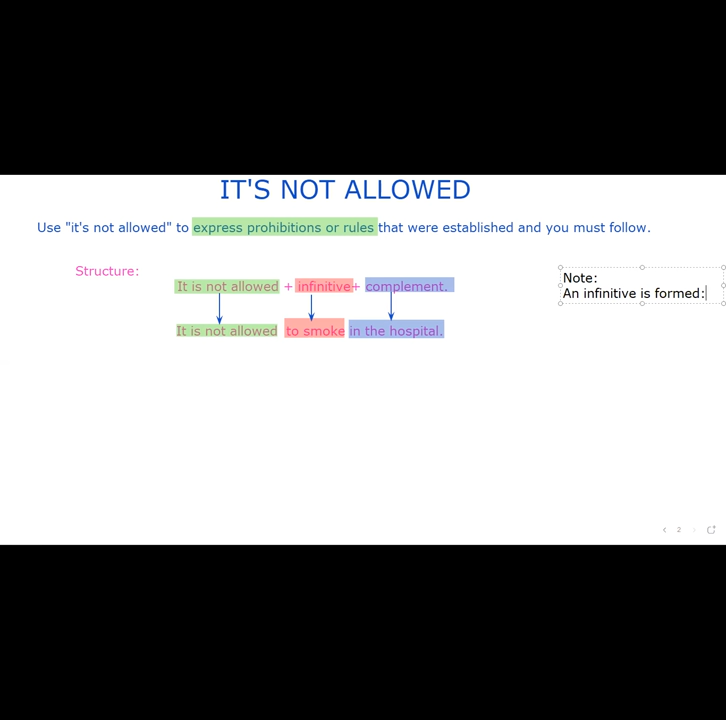 IT'S NOT ALLOWED
Use "it's not allowed" to express prohibitions or rules that were established and you must follow.
Structure:
It is not allowed + infinitive+ complement.
Note:
An infinitive is formed:
It is not allowed to smoke in the hospital.
2